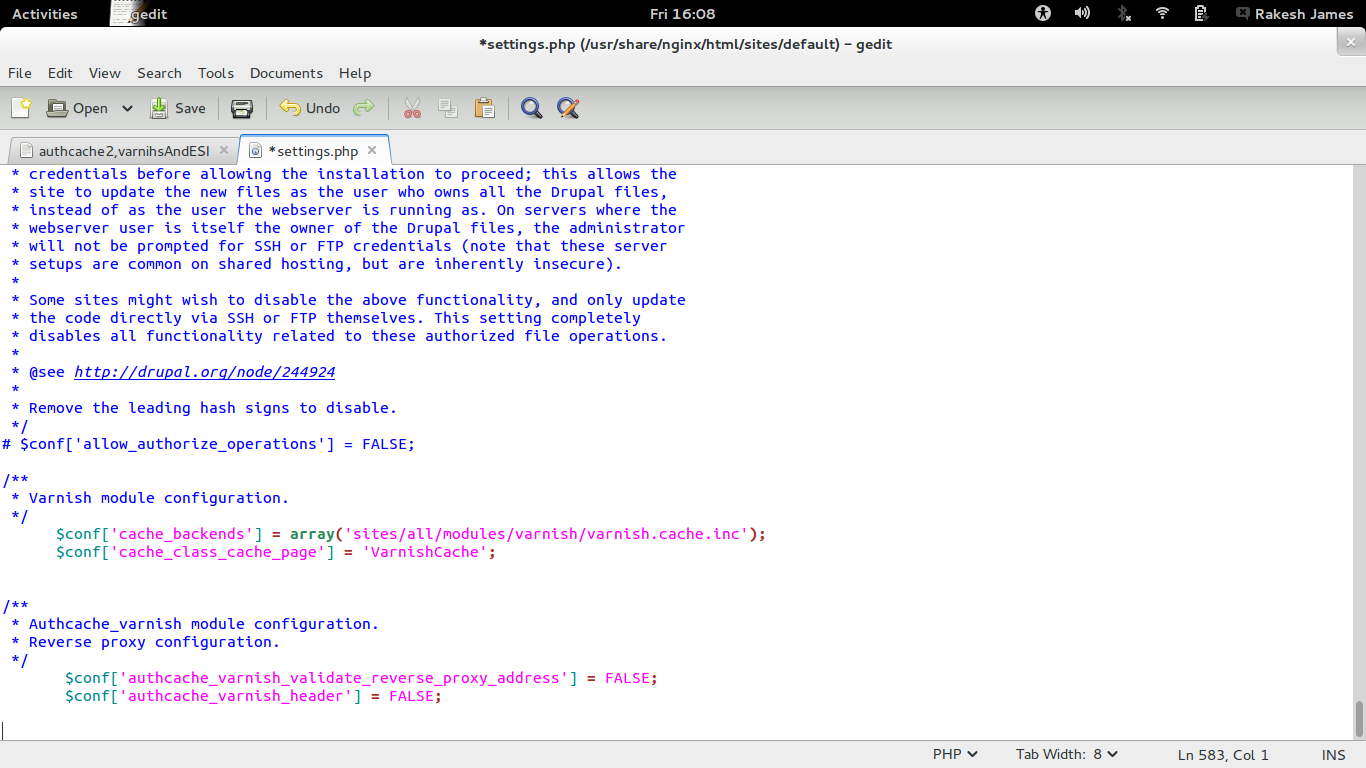 Activities gedit Fri 16:08 Rakesh James
*settings.php (/usr/share/nginx/html/sites/default) – gedit
File Edit View Search Tools Documents Help
Open Save Undo
authcache2,varnihsAndESI *settings.php
* credentials before allowing the installation to proceed; this allows the
* site to update the new files as the user who owns all the Drupal files,
* instead of as the user the webserver is running as. On servers where the
* webserver user is itself the owner of the Drupal files, the administrator
* will not be prompted for SSH or FTP credentials (note that these server
* setups are common on shared hosting, but are inherently insecure).
*
* Some sites might wish to disable the above functionality, and only update
* the code directly via SSH or FTP themselves. This setting completely
* disables all functionality related to these authorized file operations.
*
* @see http://drupal.org/node/244924
*
* Remove the leading hash signs to disable.
*/
# $conf['allow_authorize_operations'] = FALSE;
/**
* Varnish module configuration.
*/
$conf['cache_backends'] = array('sites/all/modules/varnish/varnish.cache.inc');
$conf['cache_class_cache_page'] = 'VarnishCache';
/**
* Authcache_varnish module configuration.
* Reverse proxy configuration.
*/
$conf['authcache_varnish_validate_reverse_proxy_address'] = FALSE;
$conf['authcache_varnish_header'] = FALSE;
PHP Tab Width: 8 Ln 583, Col 1 INS